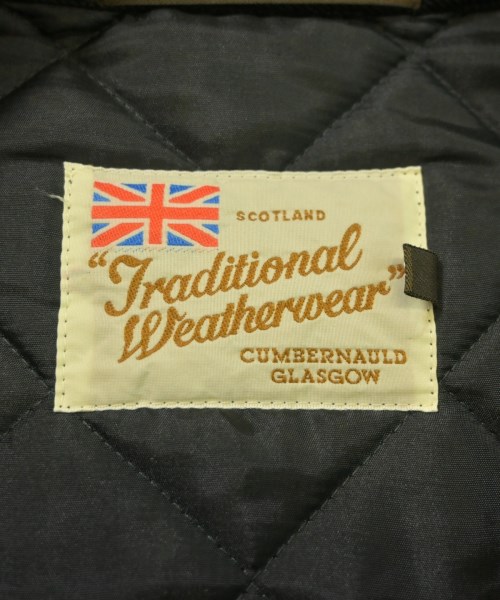 SCOTLAND
"Traditional
Weatherwear"
CUMBERNAULD
GLASGOW